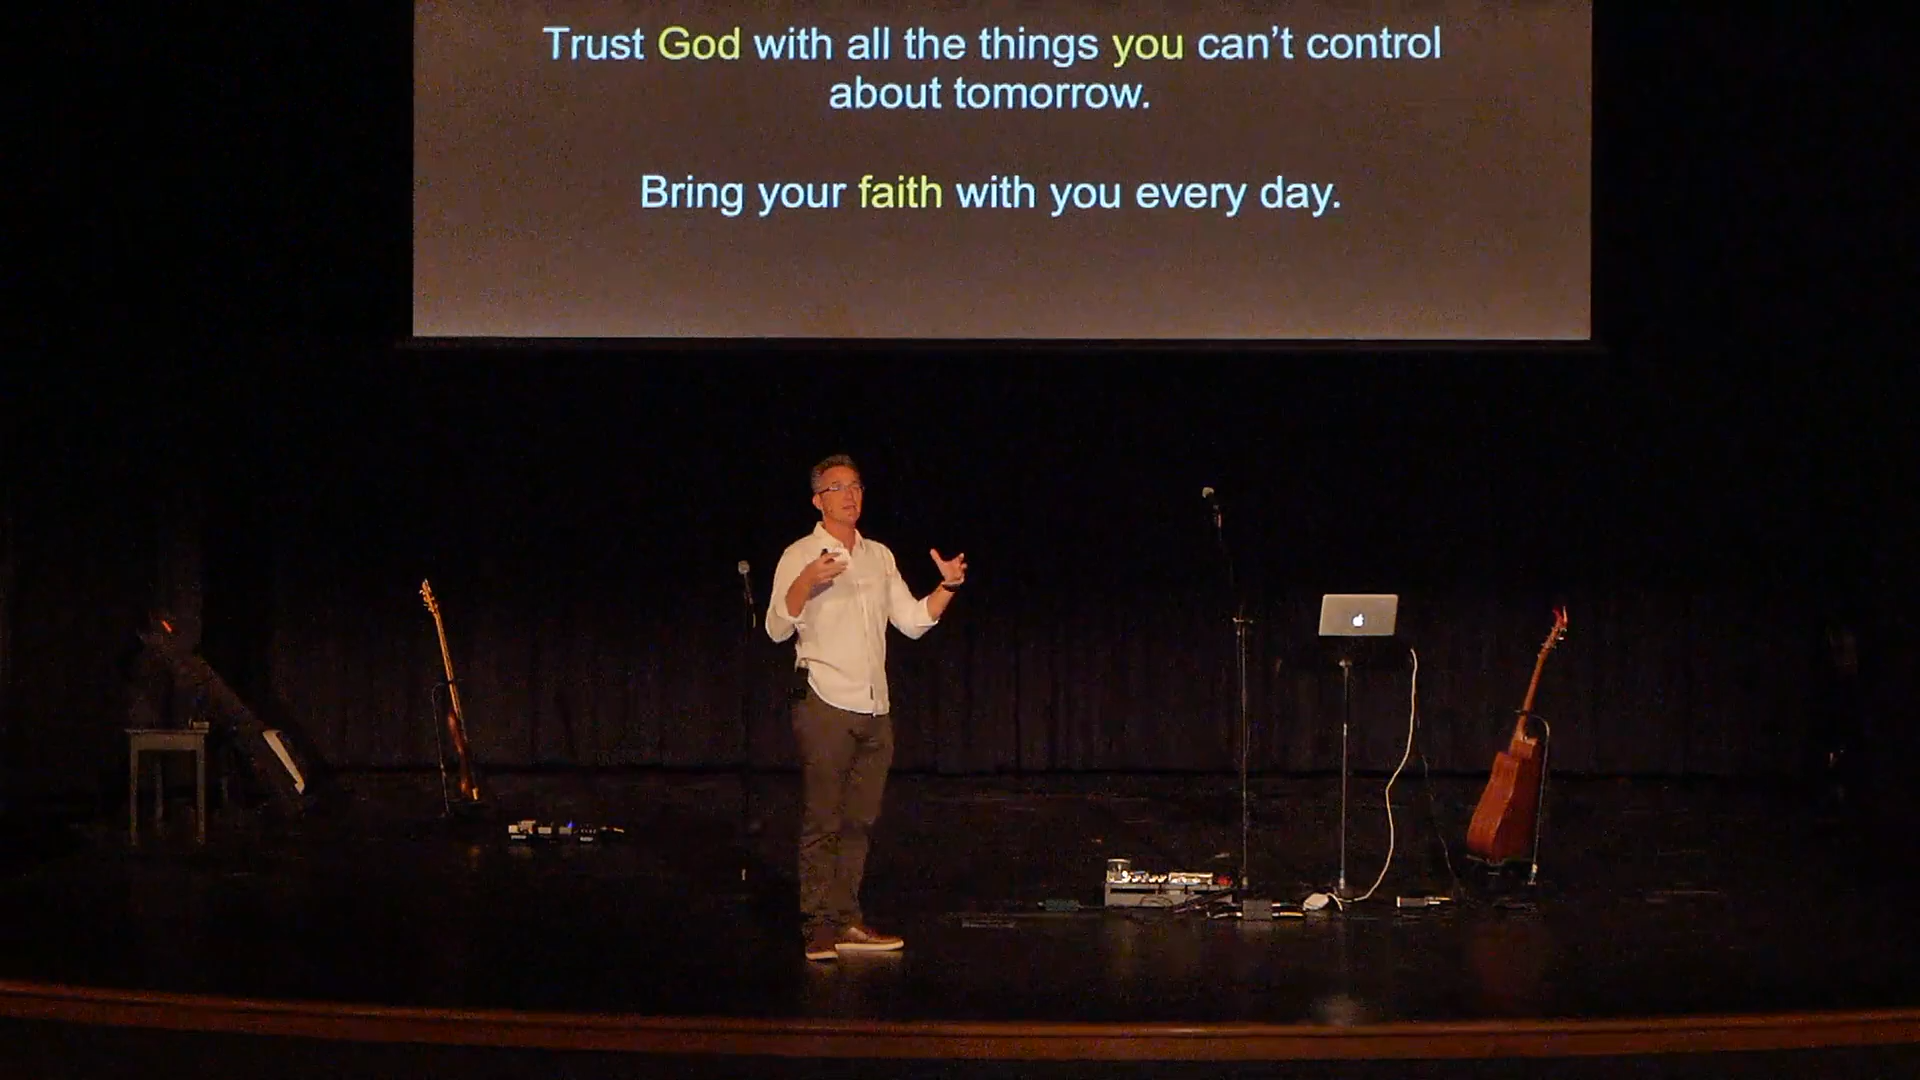 Trust God with all the things you can't control
about tomorrow.
Bring your faith with you every day.